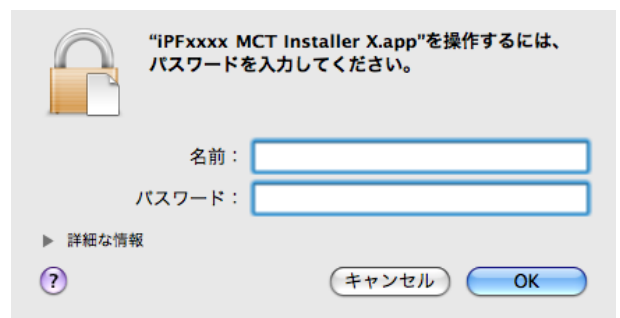 “iPFxxxx MCT Installer X.app”を操作するには、
パスワードを入力してください。
名前：
パスワード：
詳細な情報
?
キャンセル
OK